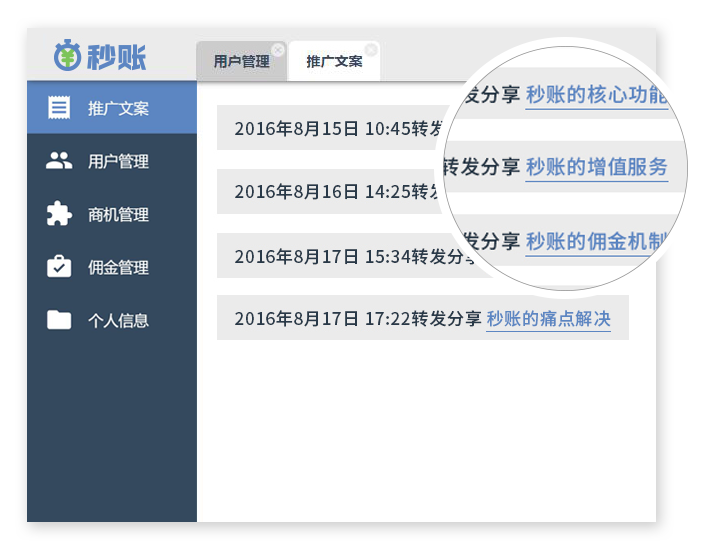 秒账
用户管理
推广文案
推广文案
用户管理
商机管理
佣金管理
个人信息
2016年8月15日 10:45转发
2016年8月16日 14:25转发
2016年8月17日 15:34转发分享
2016年8月17日 17:22转发分享 秒账的痛点解决
发分享 秒账的核心功能
转发分享 秒账的增值服务
发分享 秒账的佣金机制